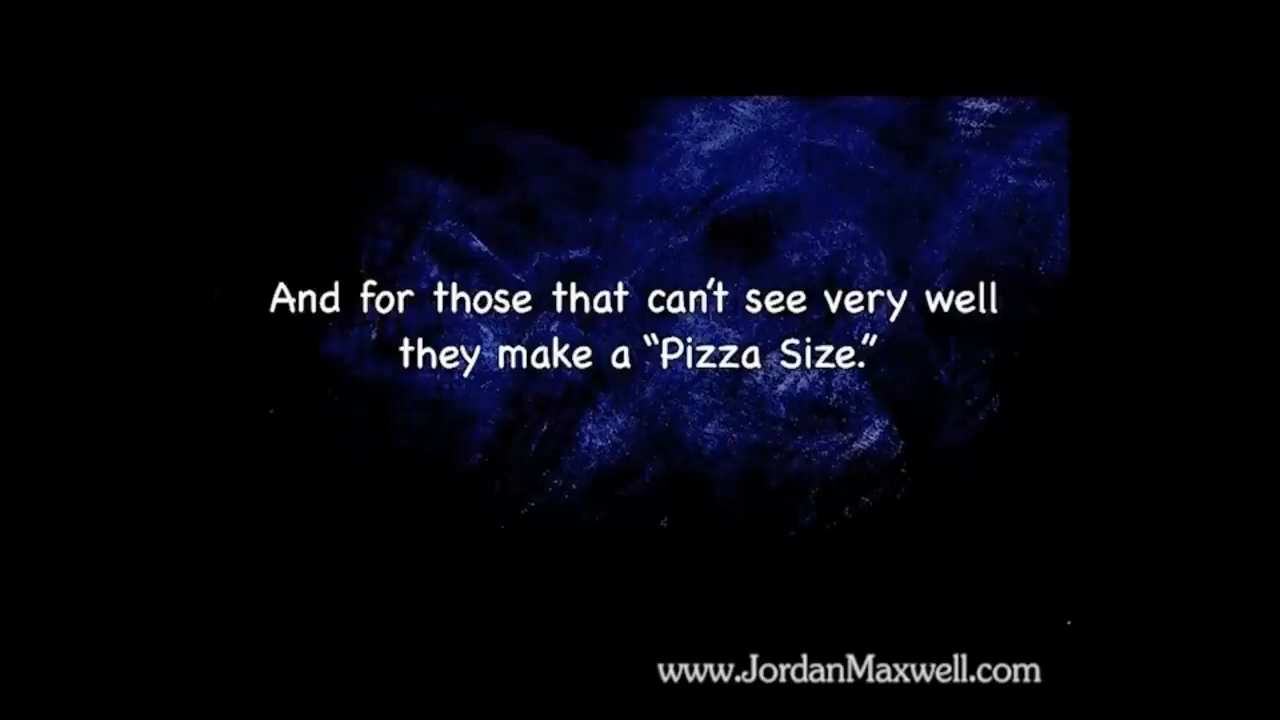 And for those that can't see very well
they make a “Pizza Size.”
www.JordanMaxwell.com